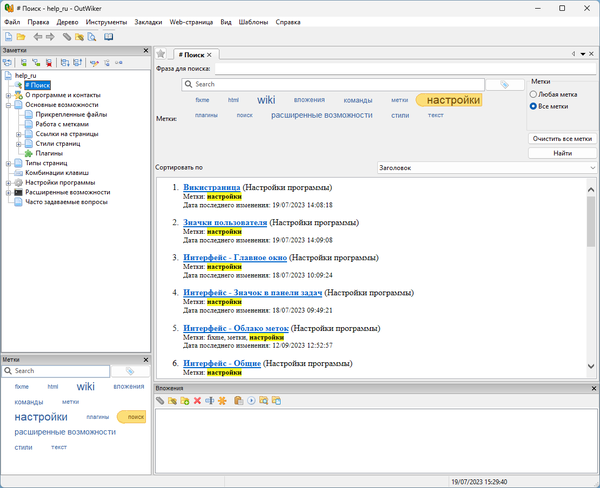 # Поиск - help_ru - OutWiker
Файл Правка Дерево Инструменты Закладки Web-страница Вид Шаблоны Справка
Заметки
help_ru
# Поиск
О программе и контакты
Основные возможности
Прикрепленные файлы
Работа с метками
Ссылки на страницы
Стили страниц
Плагины
Типы страниц
Комбинации клавиш
Настройки программы
Расширенные возможности
Часто задаваемые вопросы
Метки
Search
fixme html wiki вложения
команды метки
настройки плагины поиск
расширенные возможности
стили текст
# Поиск
Фраза для поиска:
Search
Метки:
fixme html wiki вложения команды метки настройки
плагины поиск расширенные возможности стили текст
Метки
Любая метка
Все метки
Очистить все метки
Найти
Сортировать по
Заголовок
1. Викистраница (Настройки программы)
Метки: настройки
Дата последнего изменения: 19/07/2023 14:08:18
2. Значки пользователя (Настройки программы)
Метки: настройки
Дата последнего изменения: 19/07/2023 14:09:08
3. Интерфейс - Главное окно (Настройки программы)
Метки: настройки
Дата последнего изменения: 18/07/2023 10:09:24
4. Интерфейс - Значок в панели задач (Настройки программы)
Метки: настройки
Дата последнего изменения: 18/07/2023 09:49:21
5. Интерфейс - Облако меток (Настройки программы)
Метки: fixme, метки, настройки
Дата последнего изменения: 12/09/2023 12:52:57
6. Интерфейс - Общие (Настройки программы)
Метки: настройки
Вложения
19/07/2023 15:29:40